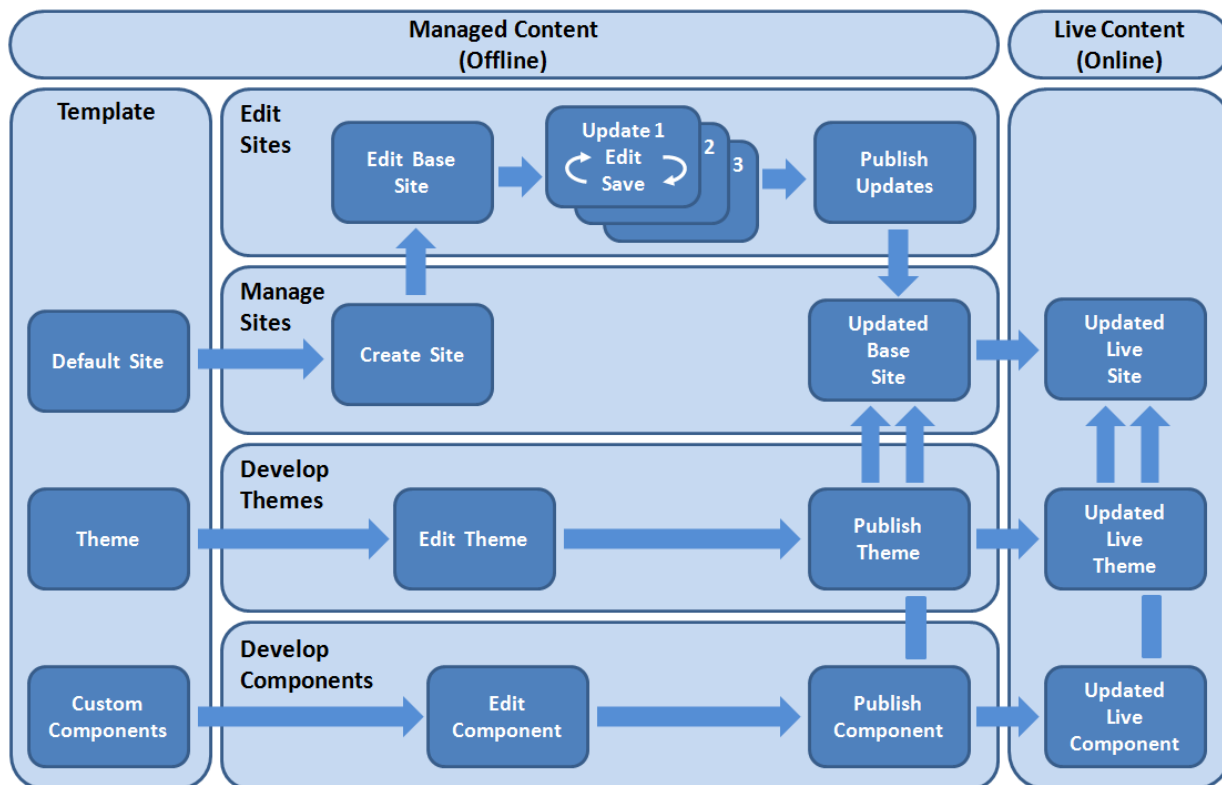 Managed Content
(Offline)
Live Content
(Online)
Template
Edit
Sites
Edit Base
Site
Update 1
Edit
Save
2
3
Publish
Updates
Manage
Sites
Default Site
Create Site
Updated
Base
Site
Updated
Live
Site
Develop
Themes
Theme
Edit Theme
Publish
Theme
Updated
Live
Theme
Develop
Components
Custom
Components
Edit
Component
Publish
Component
Updated
Live
Component